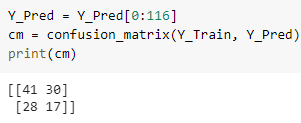 Y_Pred = Y_Pred[0:116]
cm = confusion_matrix(Y_Train, Y_Pred)
print(cm)
[[41 30]
 [28 17]]